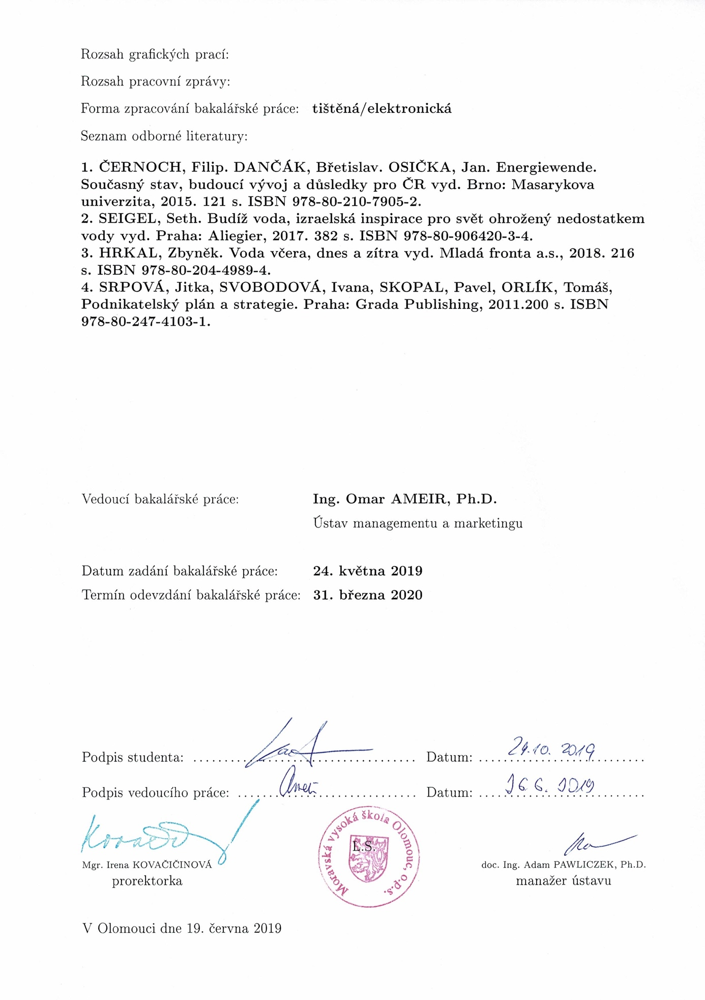 Rozsah grafických prací:
Rozsah pracovní zprávy:
Forma zpracování bakalářské práce: tištěná/elektronická
Seznam odborné literatury:
1. ČERNOCH, Filip. DANČÁK, Břetislav. OSIČKA, Jan. Energiewende.
Současný stav, budoucí vývoj a důsledky pro ČR vyd. Brno: Masarykova
univerzita, 2015. 121 s. ISBN 978-80-210-7905-2.
2. SEIGEL, Seth. Budíž voda, izraelská inspirace pro svět ohrožený nedostatkem
vody vyd. Praha: Aliegier, 2017. 382 s. ISBN 978-80-906420-3-4.
3. HRKAL, Zbyněk. Voda včera, dnes a zítra vyd. Mladá fronta a.s., 2018. 216
s. ISBN 978-80-204-4989-4.
4. SRPOVÁ, Jitka, SVOBODOVÁ, Ivana, SKOPAL, Pavel, ORLÍK, Tomáš,
Podnikatelský plán a strategie. Praha: Grada Publishing, 2011.200 s. ISBN
978-80-247-4103-1.
Vedoucí bakalářské práce: Ing. Omar AMEIR, Ph.D.
Ústav managementu a marketingu
Datum zadání bakalářské práce: 24. května 2019
Termín odevzdání bakalářské práce: 31. března 2020
Podpis studenta: Datum: 10. 2019
Podpis vedoucího práce: Datum: 6. 2019
Moravská vysoká škola Olomouc, o.p.s.
L.S.
Mgr. Irena KOVAČIČINOVÁ doc. Ing. Adam PAWLICZEK, Ph.D.
prorektorka manažer ústavu
V Olomouci dne 19. června 2019